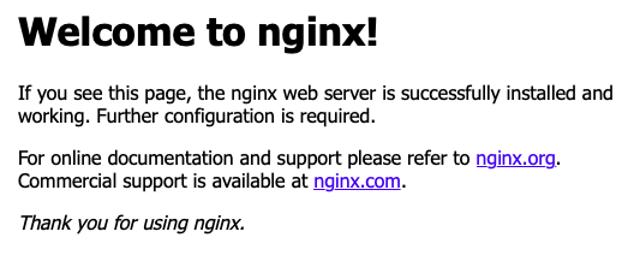 Welcome to nginx!
If you see this page, the nginx web server is successfully installed and
working. Further configuration is required.
For online documentation and support please refer to nginx.org.
Commercial support is available at nginx.com.
Thank you for using nginx.